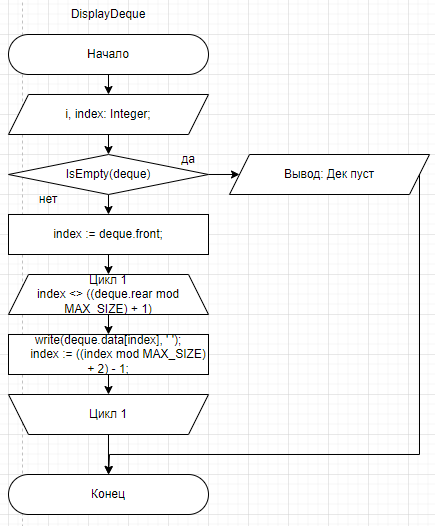 DisplayDeque
Начало
i, index: Integer;
IsEmpty(deque)
да
Вывод: Дек пуст
нет
index := deque.front;
Цикл 1
index <> ((deque.rear mod
MAX_SIZE) + 1)
write(deque.data[index], ' ');
index := ((index mod MAX_SIZE)
+ 2) - 1;
Цикл 1
Конец